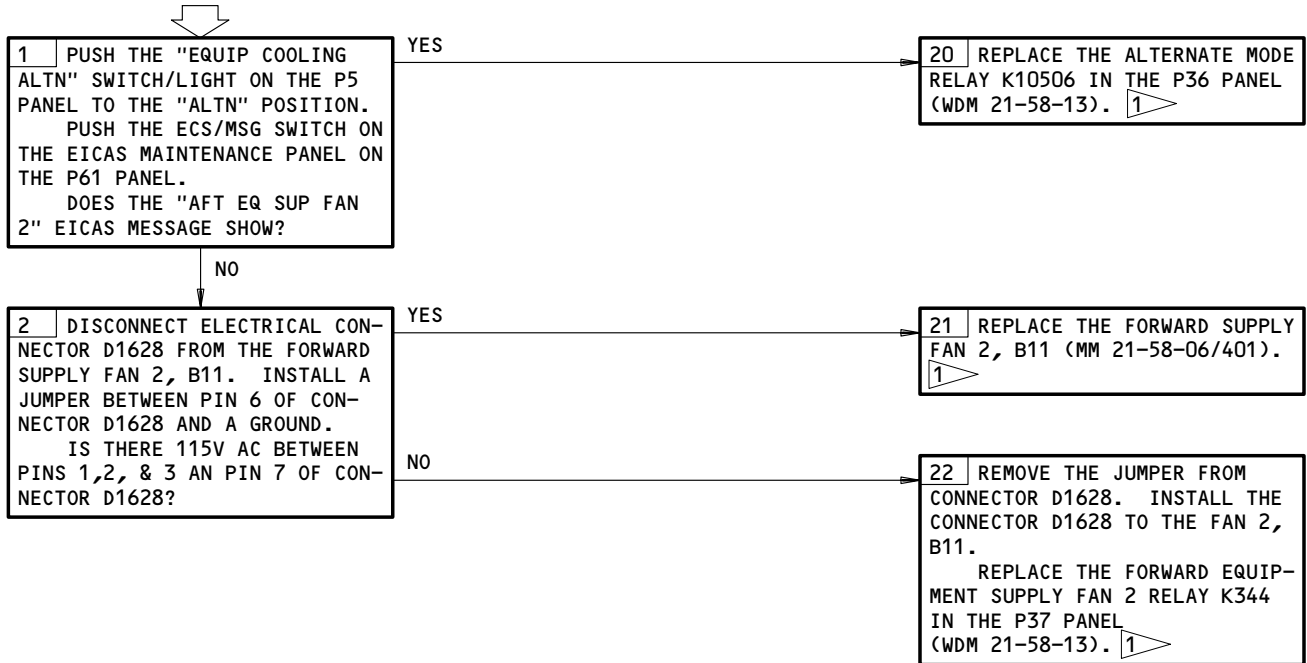 1 PUSH THE "EQUIP COOLING
ALTN" SWITCH/LIGHT ON THE P5
PANEL TO THE "ALTN" POSITION.
PUSH THE ECS/MSG SWITCH ON
THE EICAS MAINTENANCE PANEL ON
THE P61 PANEL.
DOES THE "AFT EQ SUP FAN
2" EICAS MESSAGE SHOW?
YES
20 REPLACE THE ALTERNATE MODE
RELAY K10506 IN THE P36 PANEL
(WDM 21-58-13). 1
NO
2 DISCONNECT ELECTRICAL CON-
NECTOR D1628 FROM THE FORWARD
SUPPLY FAN 2, B11. INSTALL A
JUMPER BETWEEN PIN 6 OF CON-
NECTOR D1628 AND A GROUND.
IS THERE 115V AC BETWEEN
PINS 1,2, & 3 AN PIN 7 OF CON-
NECTOR D1628?
YES
21 REPLACE THE FORWARD SUPPLY
FAN 2, B11 (MM 21-58-06/401).
1
NO
22 REMOVE THE JUMPER FROM
CONNECTOR D1628. INSTALL THE
CONNECTOR D1628 TO THE FAN 2,
B11.
REPLACE THE FORWARD EQUIP-
MENT SUPPLY FAN 2 RELAY K344
IN THE P37 PANEL
(WDM 21-58-13). 1